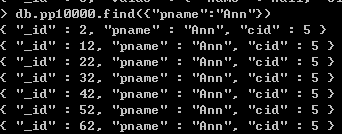 > db.pp10000.find({"pname":"Ann"})
{ "_id" : 2, "pname" : "Ann", "cid" : 5 }
{ "_id" : 12, "pname" : "Ann", "cid" : 5 }
{ "_id" : 22, "pname" : "Ann", "cid" : 5 }
{ "_id" : 32, "pname" : "Ann", "cid" : 5 }
{ "_id" : 42, "pname" : "Ann", "cid" : 5 }
{ "_id" : 52, "pname" : "Ann", "cid" : 5 }
{ "_id" : 62, "pname" : "Ann", "cid" : 5 }